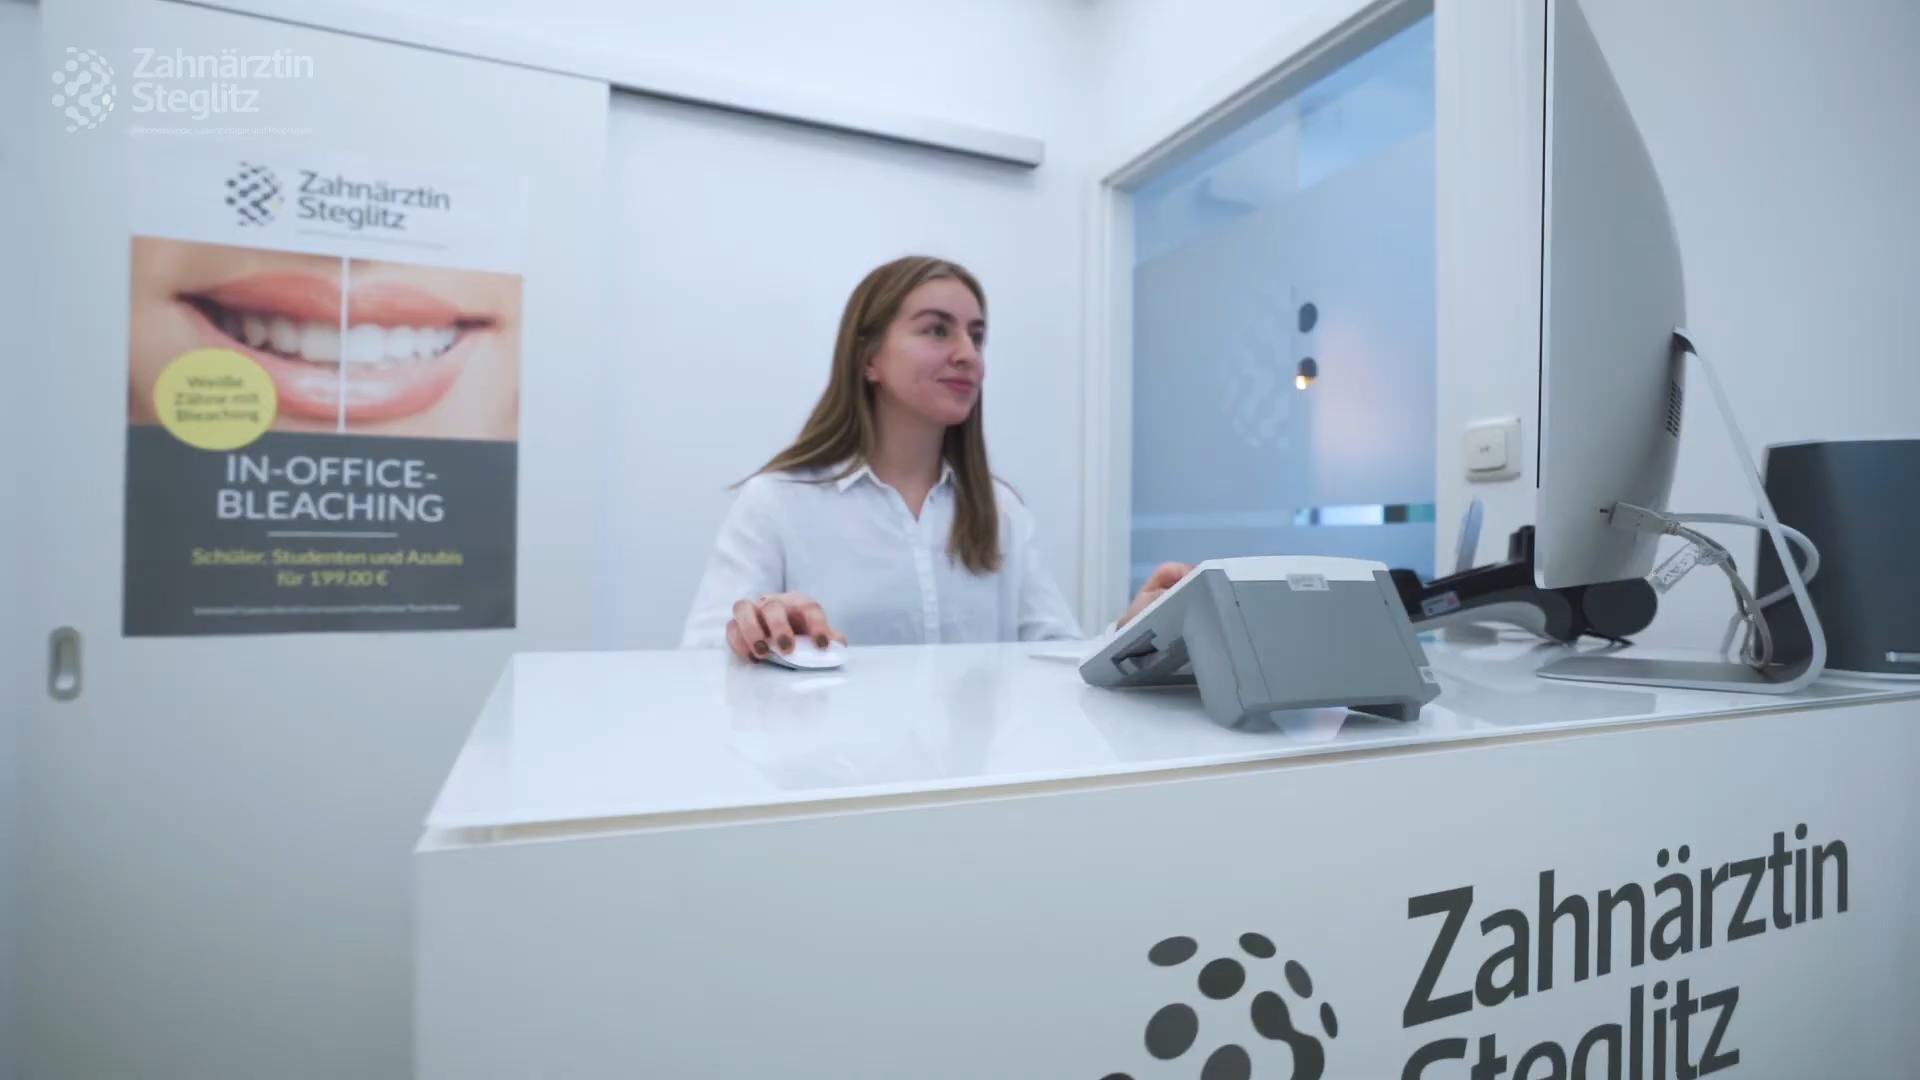 Zahnärztin
Steglitz
Zahnärztin
Steglitz
Weiße
Zähne mit
Bleaching
IN-OFFICE-
BLEACHING
Schüler, Studenten und Azubis
für 199,00 €
Zahnärztin
Steglitz